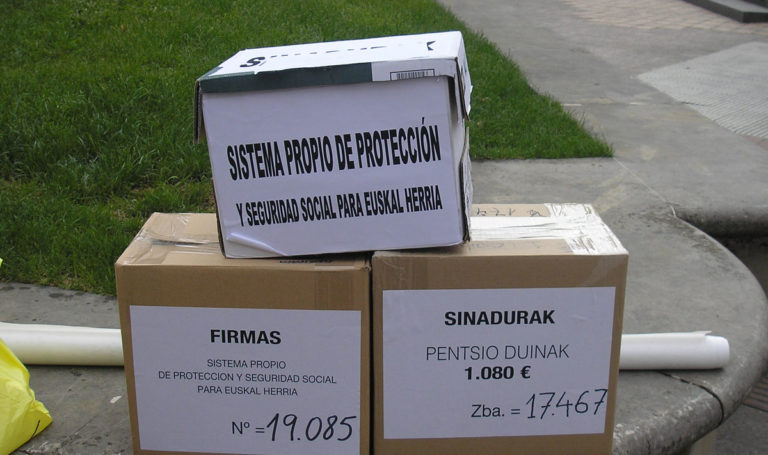 SINADURAK
SISTEMA PROPIO DE PROTECCIÓN
Y SEGURIDAD SOCIAL PARA EUSKAL HERRIA
FIRMAS
SISTEMA PROPIO
DE PROTECCION Y SEGURIDAD SOCIAL
PARA EUSKAL HERRIA
Nº = 19.085
SINADURAK
PENTSIO DUINAK
1.080 €
Zba. = 17.467